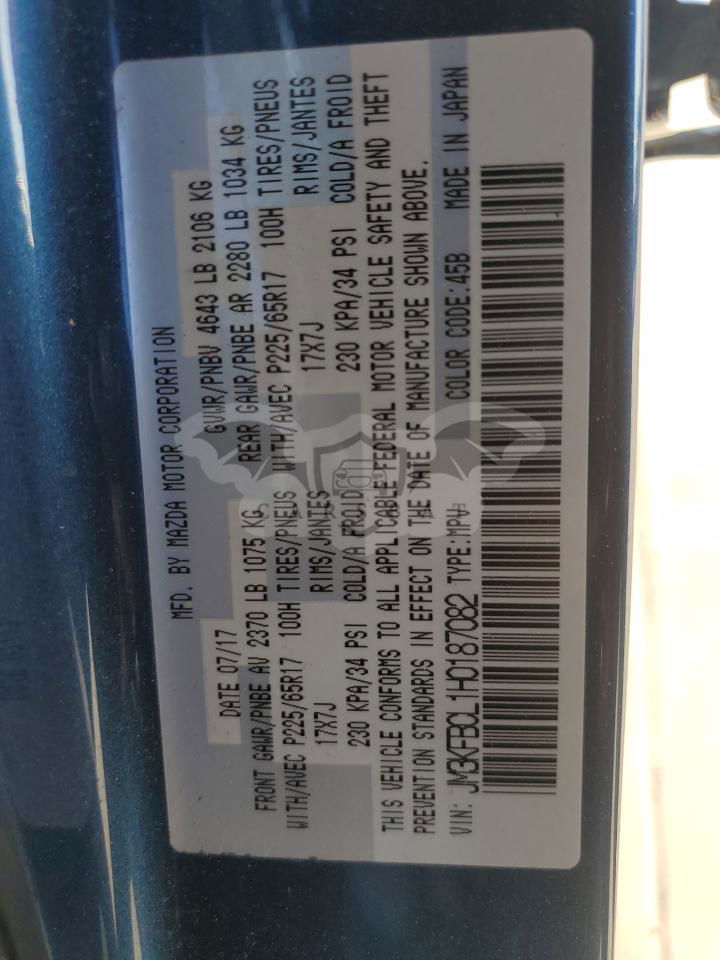 MFD. BY MAZDA MOTOR CORPORATION
DATE 07/17 GVWR/PNBV 4643 LB 2106 KG
FRONT GAWR/PNBE AV 2370 LB 1075 KG REAR GAWR/PNBE AR 2280 LB 1034 KG
WITH/AVEC P225/65R17 100H TIRES/PNEUS WITH/AVEC P225/65R17 100H TIRES/PNEUS
17X7J RIMS/JANTES 17X7J RIMS/JANTES
230 KPA/34 PSI COLD/A FROID 230 KPA/34 PSI COLD/A FROID
THIS VEHICLE CONFORMS TO ALL APPLICABLE FEDERAL MOTOR VEHICLE SAFETY AND THEFT
PREVENTION STANDARDS IN EFFECT ON THE DATE OF MANUFACTURE SHOWN ABOVE.
VIN: JM3KFBCL1H0187082 TYPE:MPV COLOR CODE:45B MADE IN JAPAN